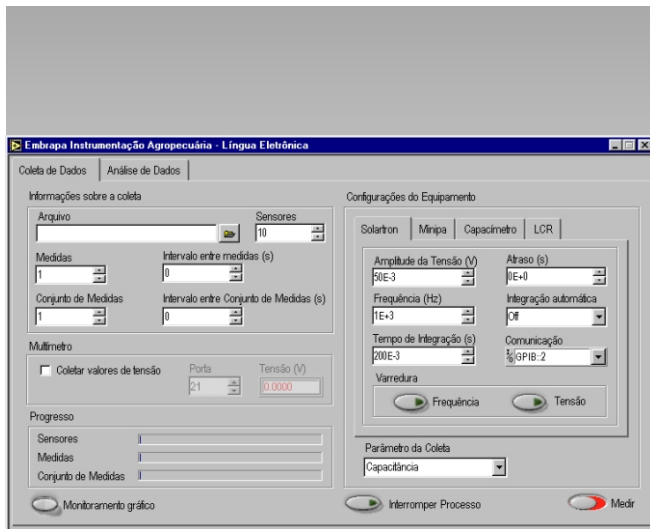 Embrapa Instrumentação Agropecuária - Língua Eletrônica
Coleta de Dados Análise de Dados
Informações sobre a coleta
Arquivo Sensores
10
Medidas Intervalo entre medidas (s)
1 0
Conjunto de Medidas Intervalo entre Conjunto de Medidas (s)
1 0
Multímetro
Coletar valores de tensão Porta Tensão (V)
21 0.0000
Progresso
Sensores
Medidas
Conjunto de Medidas
Monitoramento gráfico
Configurações do Equipamento
Solartron Minipa Capacímetro LCR
Amplitude da Tensão (V) Atraso (s)
50E-3 0E+0
Frequência (Hz) Integração automática
1E+3 Off
Tempo de Integração (s) Comunicação
200E-3 GPIB::2
Varredura
Frequência Tensão
Parâmetro da Coleta
Capacitância
Interromper Processo Medir